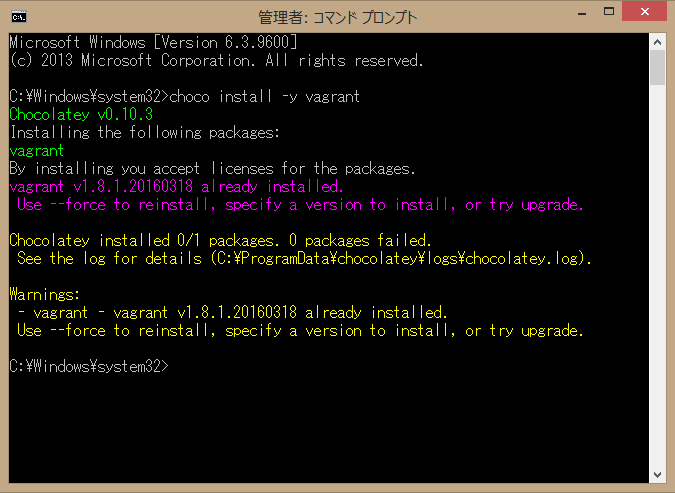 管理者: コマンド プロンプト
Microsoft Windows [Version 6.3.9600]
(c) 2013 Microsoft Corporation. All rights reserved.
C:¥Windows¥system32>choco install -y vagrant
Chocolatey v0.10.3
Installing the following packages:
vagrant
By installing you accept licenses for the packages.
vagrant v1.8.1.20160318 already installed.
Use --force to reinstall, specify a version to install, or try upgrade.
Chocolatey installed 0/1 packages. 0 packages failed.
See the log for details (C:¥ProgramData¥chocolatey¥logs¥chocolatey.log).
Warnings:
- vagrant - vagrant v1.8.1.20160318 already installed.
Use --force to reinstall, specify a version to install, or try upgrade.
C:¥Windows¥system32>